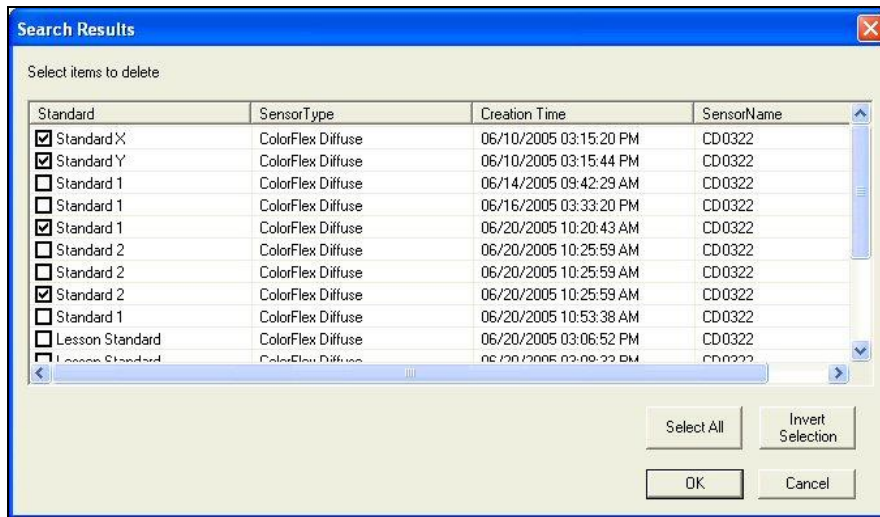 Search Results
Select items to delete
Standard SensorType Creation Time SensorName
Standard X ColorFlex Diffuse 06/10/2005 03:15:20 PM CD0322
Standard Y ColorFlex Diffuse 06/10/2005 03:15:44 PM CD0322
Standard 1 ColorFlex Diffuse 06/14/2005 09:42:29 AM CD0322
Standard 1 ColorFlex Diffuse 06/16/2005 03:33:20 PM CD0322
Standard 1 ColorFlex Diffuse 06/20/2005 10:20:43 AM CD0322
Standard 2 ColorFlex Diffuse 06/20/2005 10:25:59 AM CD0322
Standard 2 ColorFlex Diffuse 06/20/2005 10:25:59 AM CD0322
Standard 2 ColorFlex Diffuse 06/20/2005 10:25:59 AM CD0322
Standard 1 ColorFlex Diffuse 06/20/2005 10:53:38 AM CD0322
Lesson Standard ColorFlex Diffuse 06/20/2005 03:06:52 PM CD0322
Lesson Standard ColorFlex Diffuse
Select All
Invert
Selection
OK
Cancel